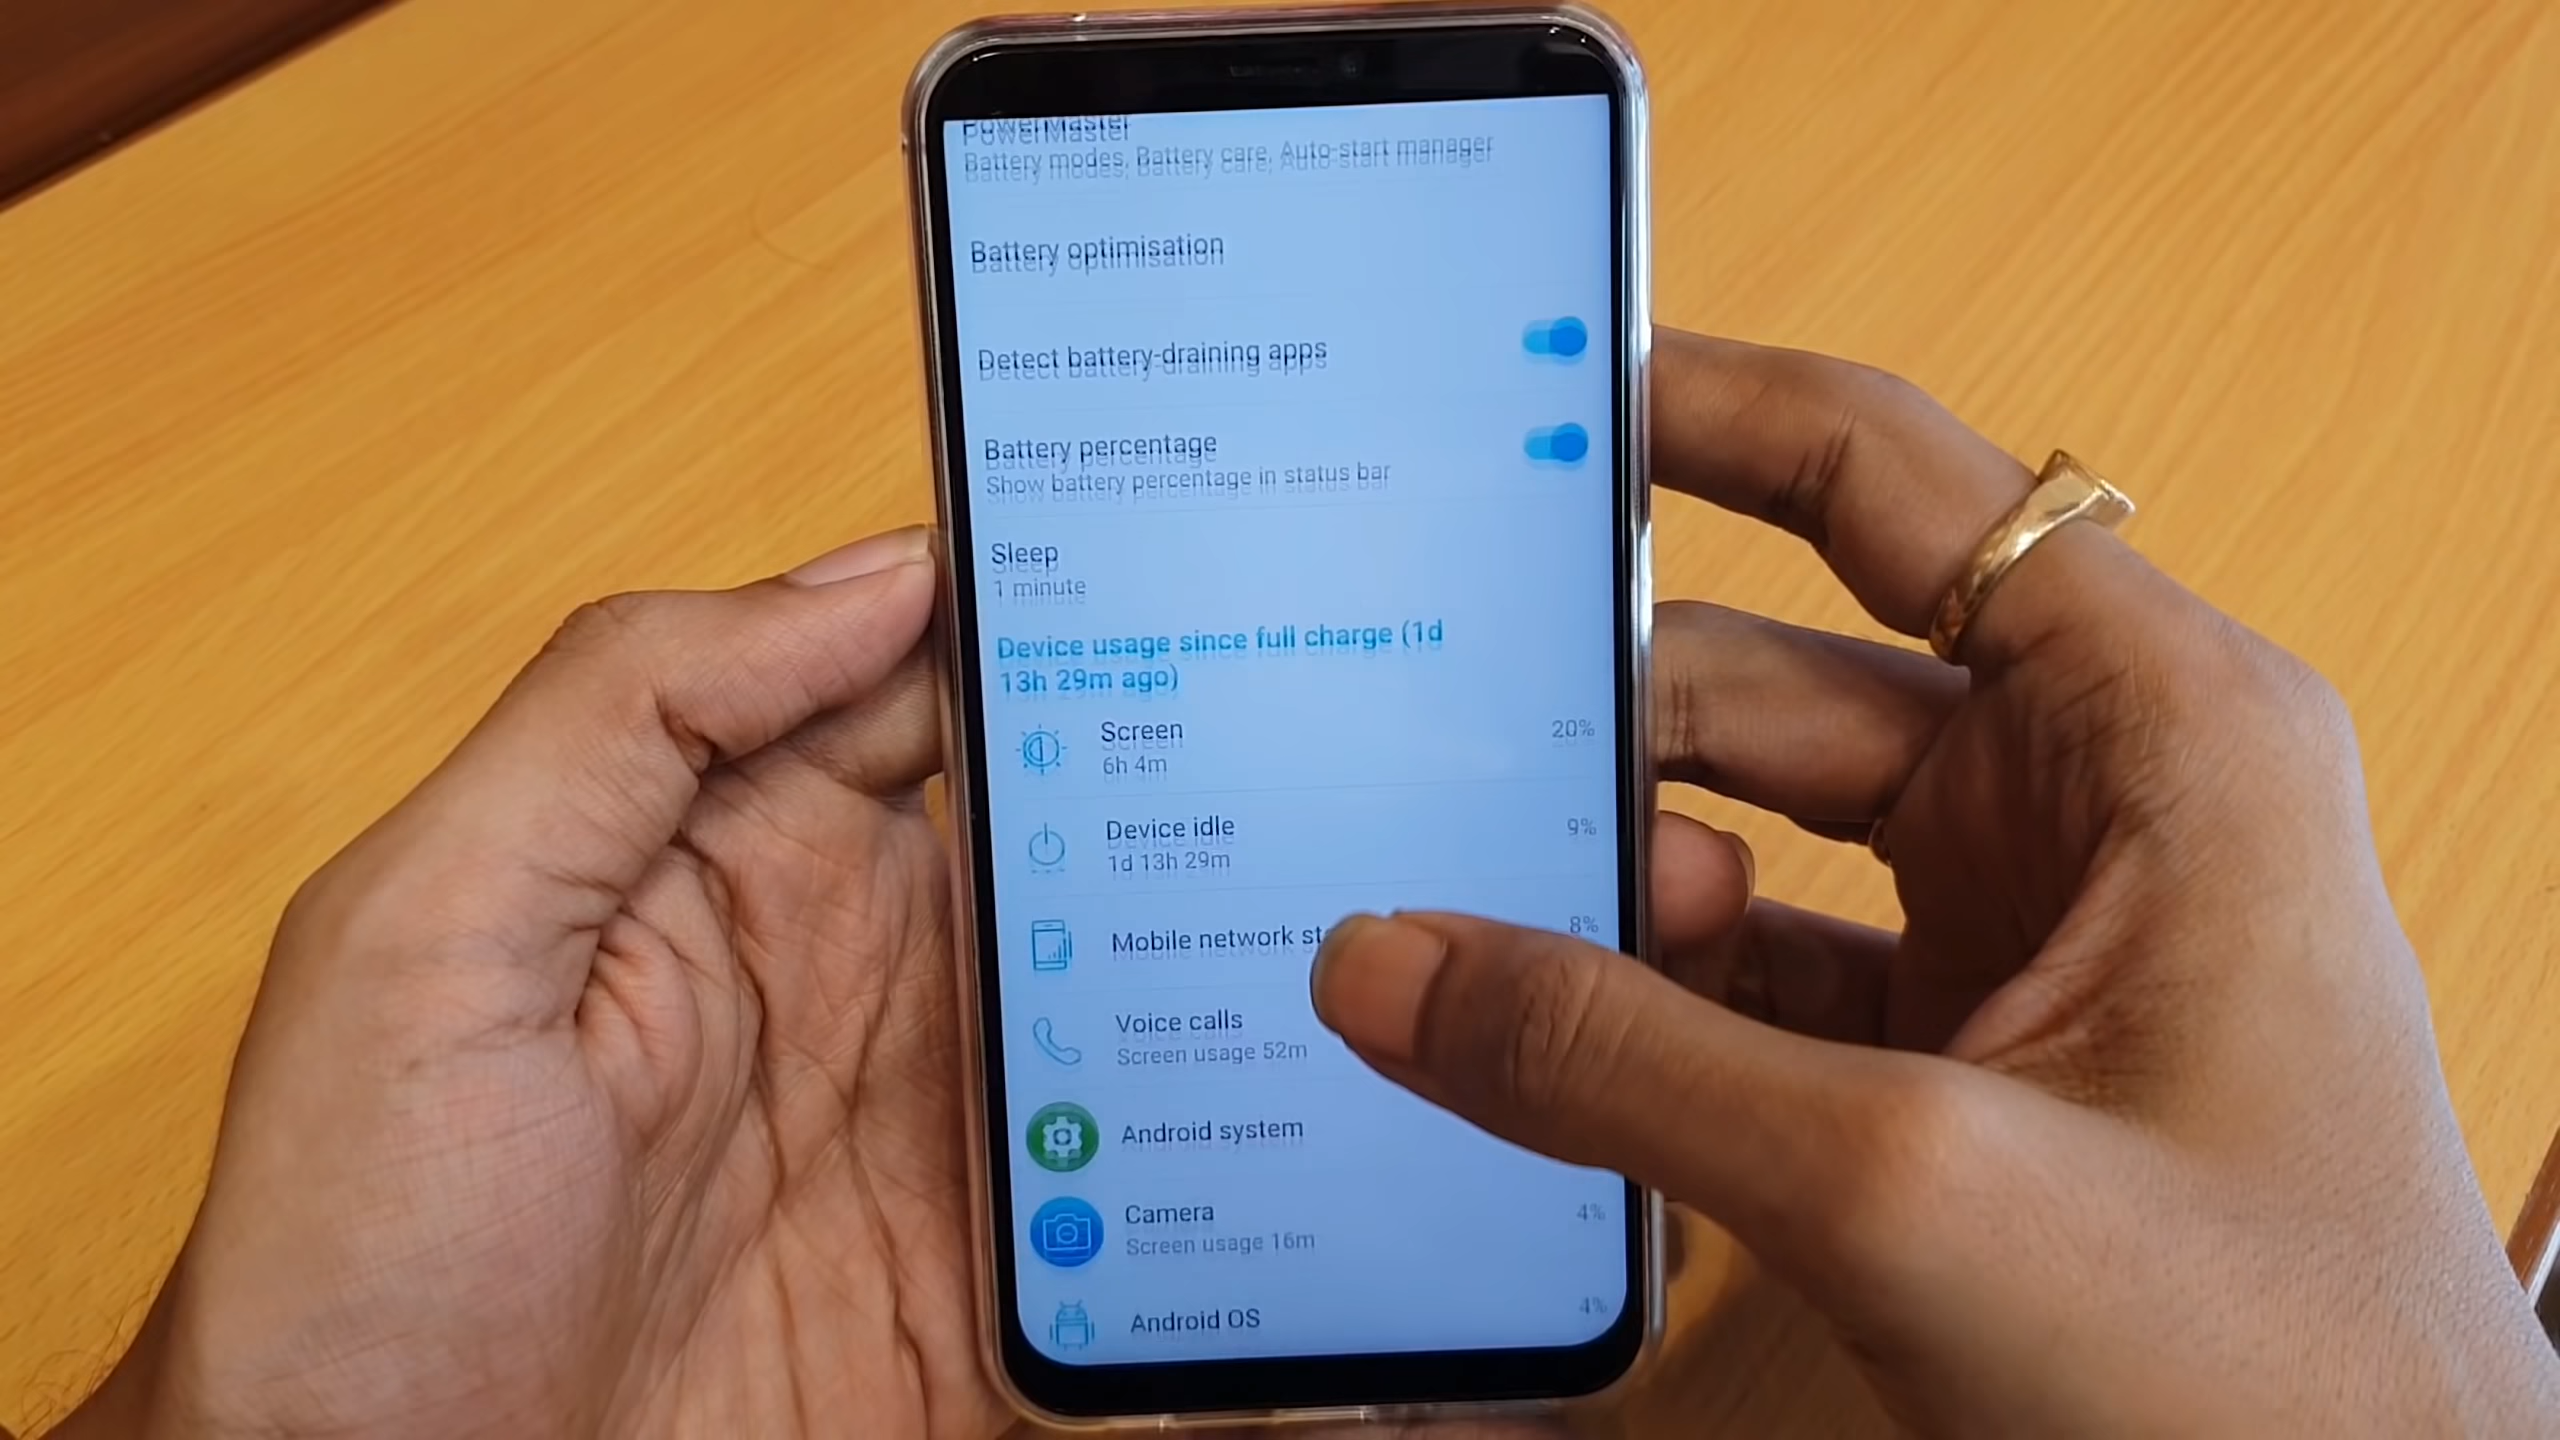 PowerMaster
Battery modes, Battery care, Auto-start manager
Battery optimisation
Detect battery-draining apps
Battery percentage
Show battery percentage in status bar
Sleep
1 minute
Device usage since full charge (1d
13h 29m ago)
Screen
20%
6h 4m
Device idle
9%
1d 13h 29m
Mobile network
8%
Voice calls
Screen usage 52m
Android system
Camera
4%
Screen usage 16m
Android OS
4%